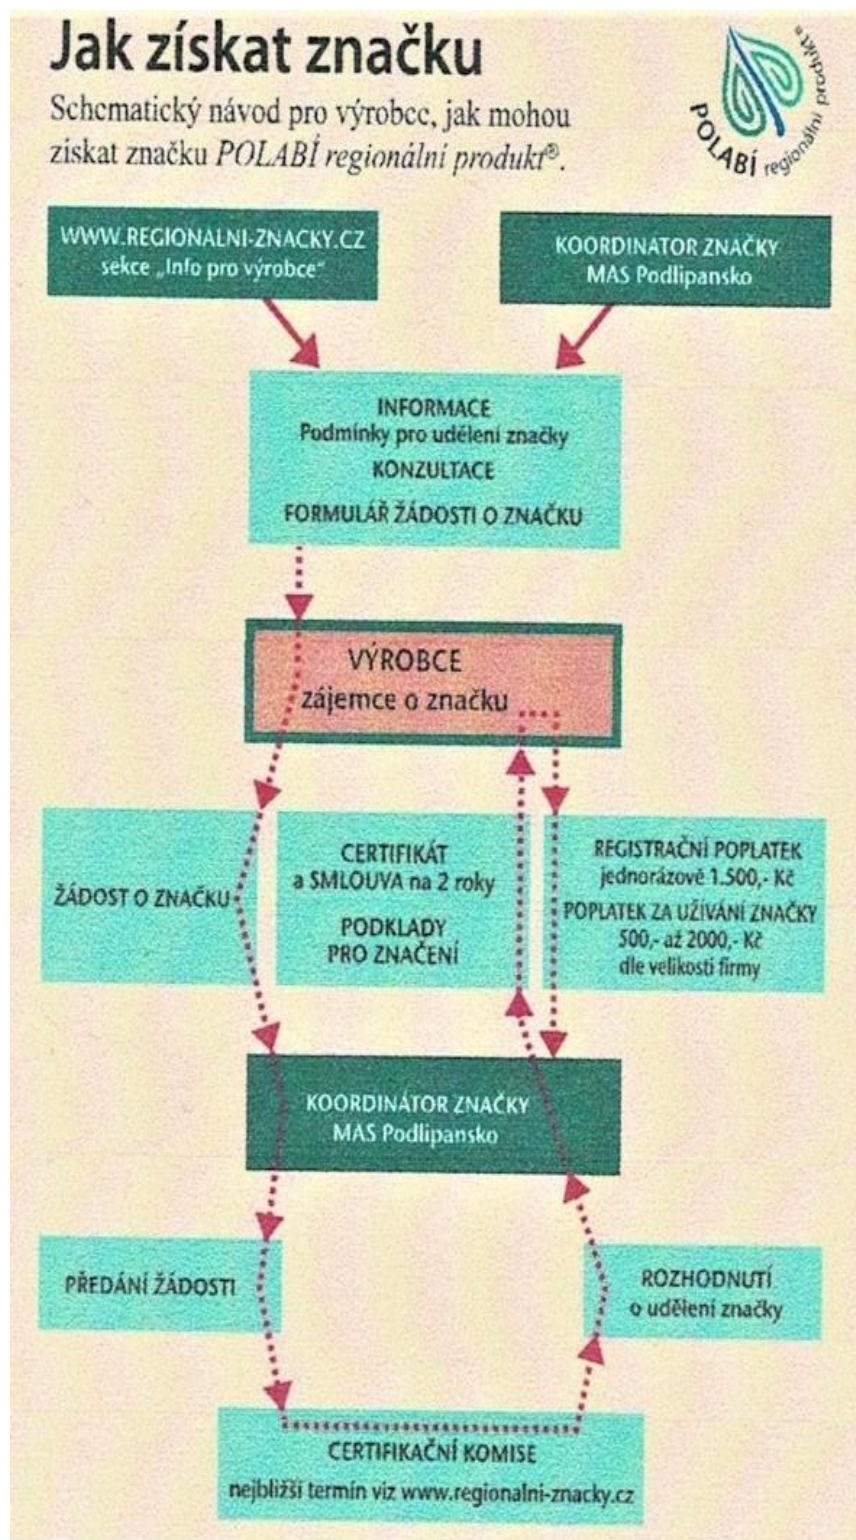 Jak získat značku
Schematický návod pro výrobce, jak mohou
získat značku POLABÍ regionální produkt®.
POLABÍ regionální produkt®
WWW.REGIONALNI-ZNACKY.CZ
sekce „Info pro výrobce“
KOORDINÁTOR ZNAČKY
MAS Podlipansko
INFORMACE
Podmínky pro udělení značky
KONZULTACE
FORMULÁŘ ŽÁDOSTI O ZNAČKU
VÝROBCE
zájemce o značku
ŽÁDOST O ZNAČKU
CERTIFIKÁT
a SMLOUVA na 2 roky
PODKLADY
PRO ZNAČENÍ
REGISTRAČNÍ POPLATEK
jednorázově 1.500,- Kč
POPLATEK ZA UŽÍVÁNÍ ZNAČKY
500,- až 2000,- Kč
dle velikosti firmy
KOORDINÁTOR ZNAČKY
MAS Podlipansko
PŘEDÁNÍ ŽÁDOSTI
ROZHODNUTÍ
o udělení značky
CERTIFIKAČNÍ KOMISE
nejbližší termín viz www.regionalni-znacky.cz